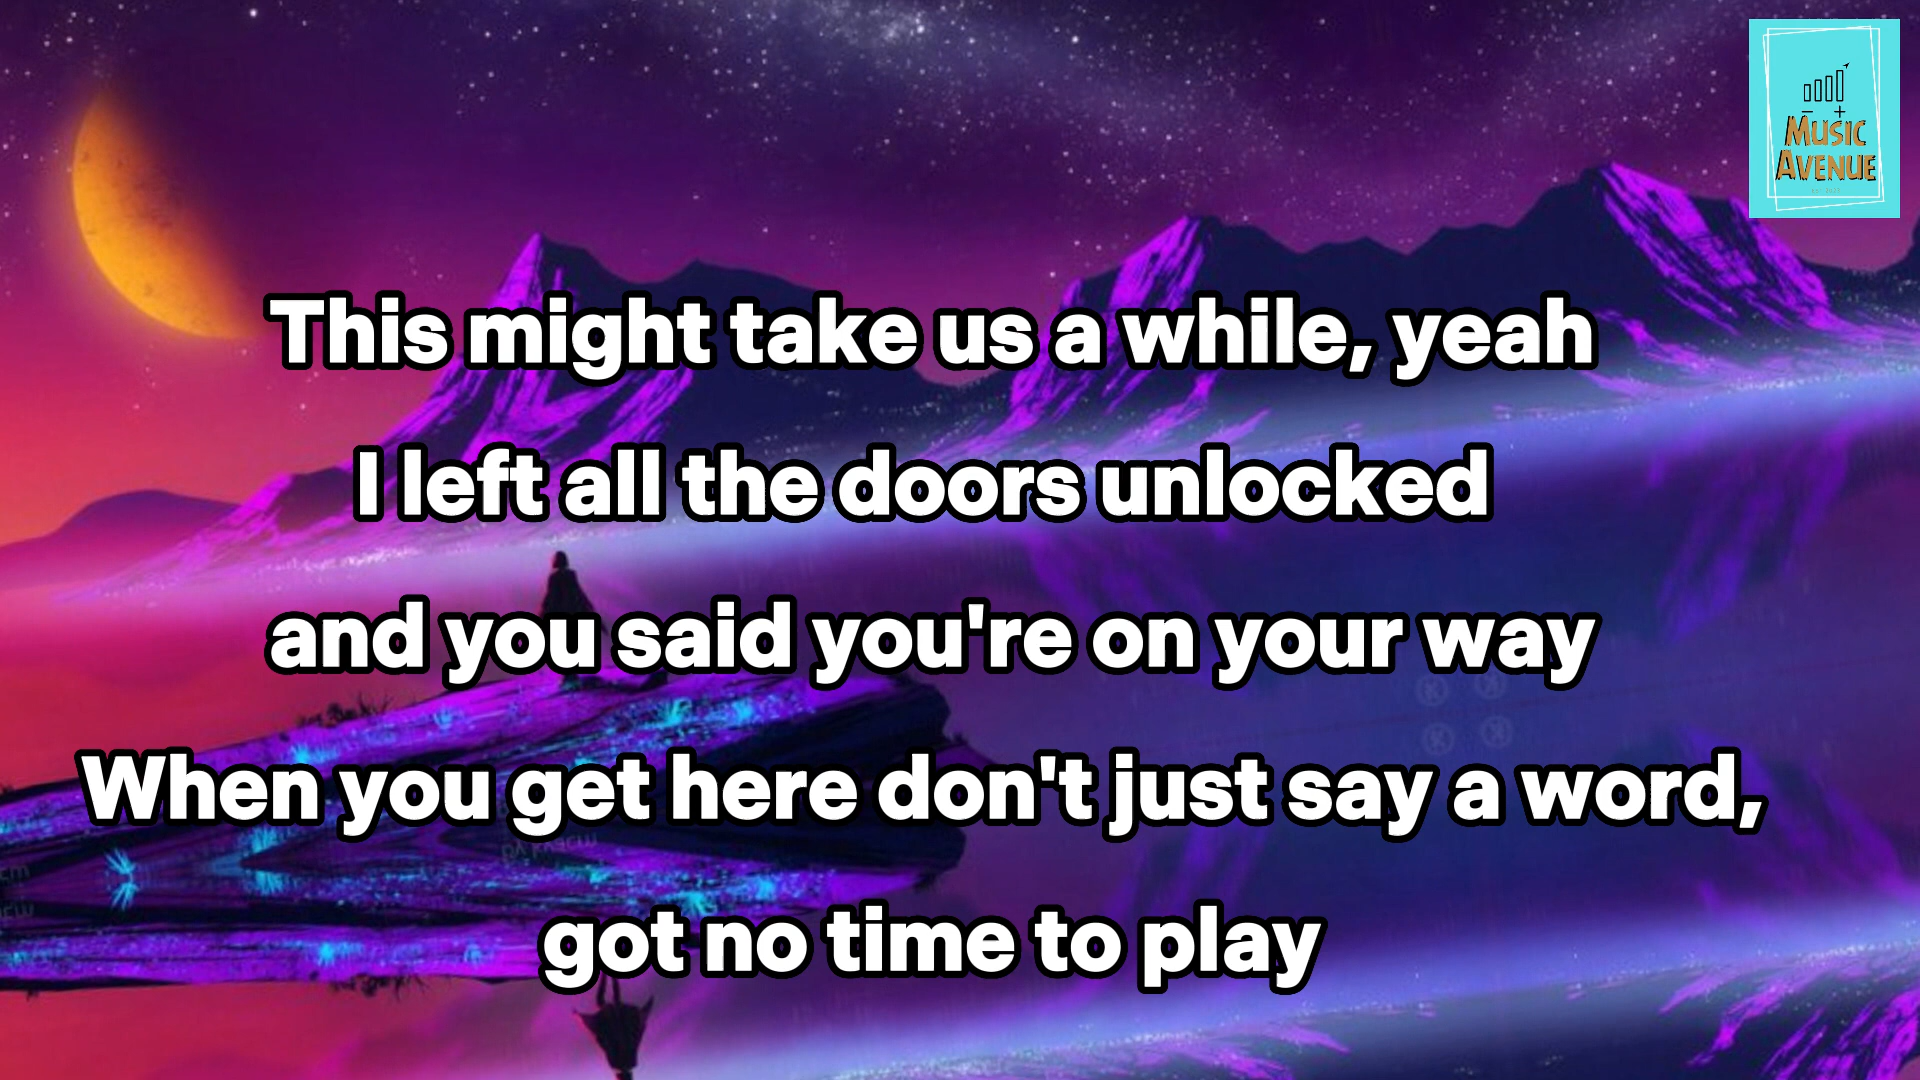 MUSIC
AVENUE
This might take us a while, yeah
I left all the doors unlocked
and you said you're on your way
When you get here don't just say a word,
got no time to play